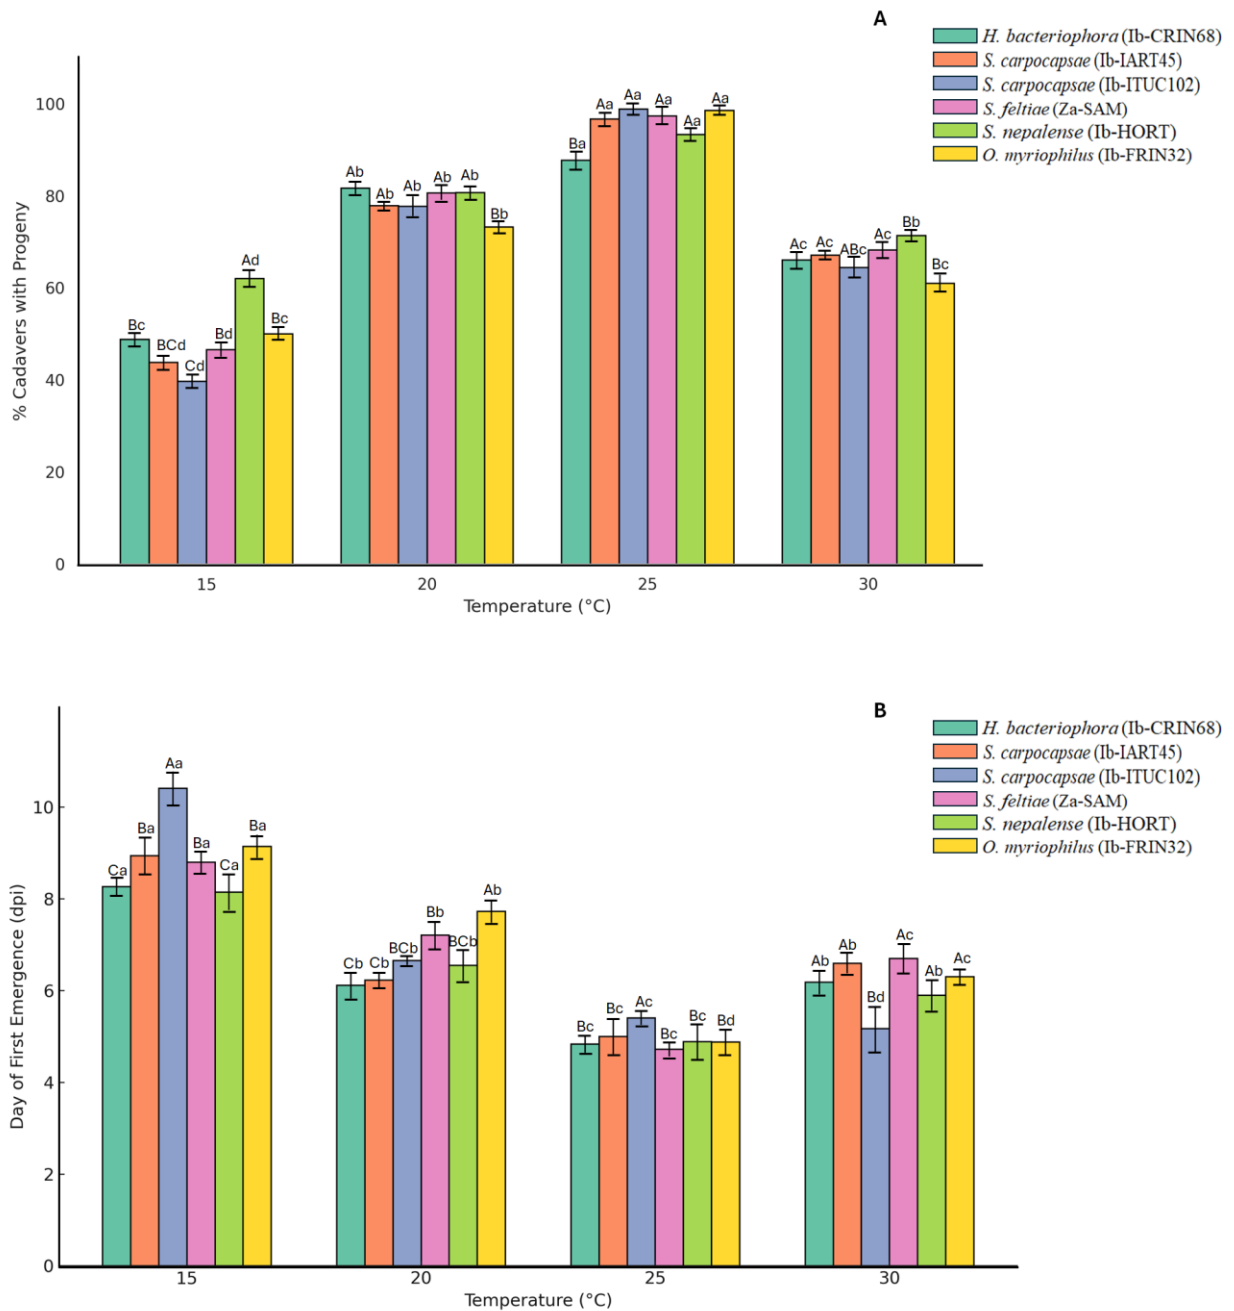 A
H. bacteriophora (Ib-CRIN68)
S. carpocapsae (Ib-IART45)
S. carpocapsae (Ib-ITUC102)
S. feltiae (Za-SAM)
S. nepalense (Ib-HORT)
O. myriophilus (Ib-FRIN32)
% Cadavers with Progeny
100
80
60
40
20
0
Bc
BCd
Cd
Bd
Ad
Bc
Ab
Ab
Ab
Ab
Ab
Bb
Ba
Aa
Aa
Aa
Aa
Aa
Ac
Ac
ABc
Ac
Bb
Bc
15 20 25 30
Temperature (°C)
B
H. bacteriophora (Ib-CRIN68)
S. carpocapsae (Ib-IART45)
S. carpocapsae (Ib-ITUC102)
S. feltiae (Za-SAM)
S. nepalense (Ib-HORT)
O. myriophilus (Ib-FRIN32)
Day of First Emergence (dpi)
10
8
6
4
2
0
Ca
Ba
Aa
Ba
Ca
Ba
Cb
Cb
BCb
Bb
BCb
Ab
Bc
Bc
Ac
Bc
Bc
Bd
Ab
Ab
Bd
Ac
Ab
Ac
15 20 25 30
Temperature (°C)